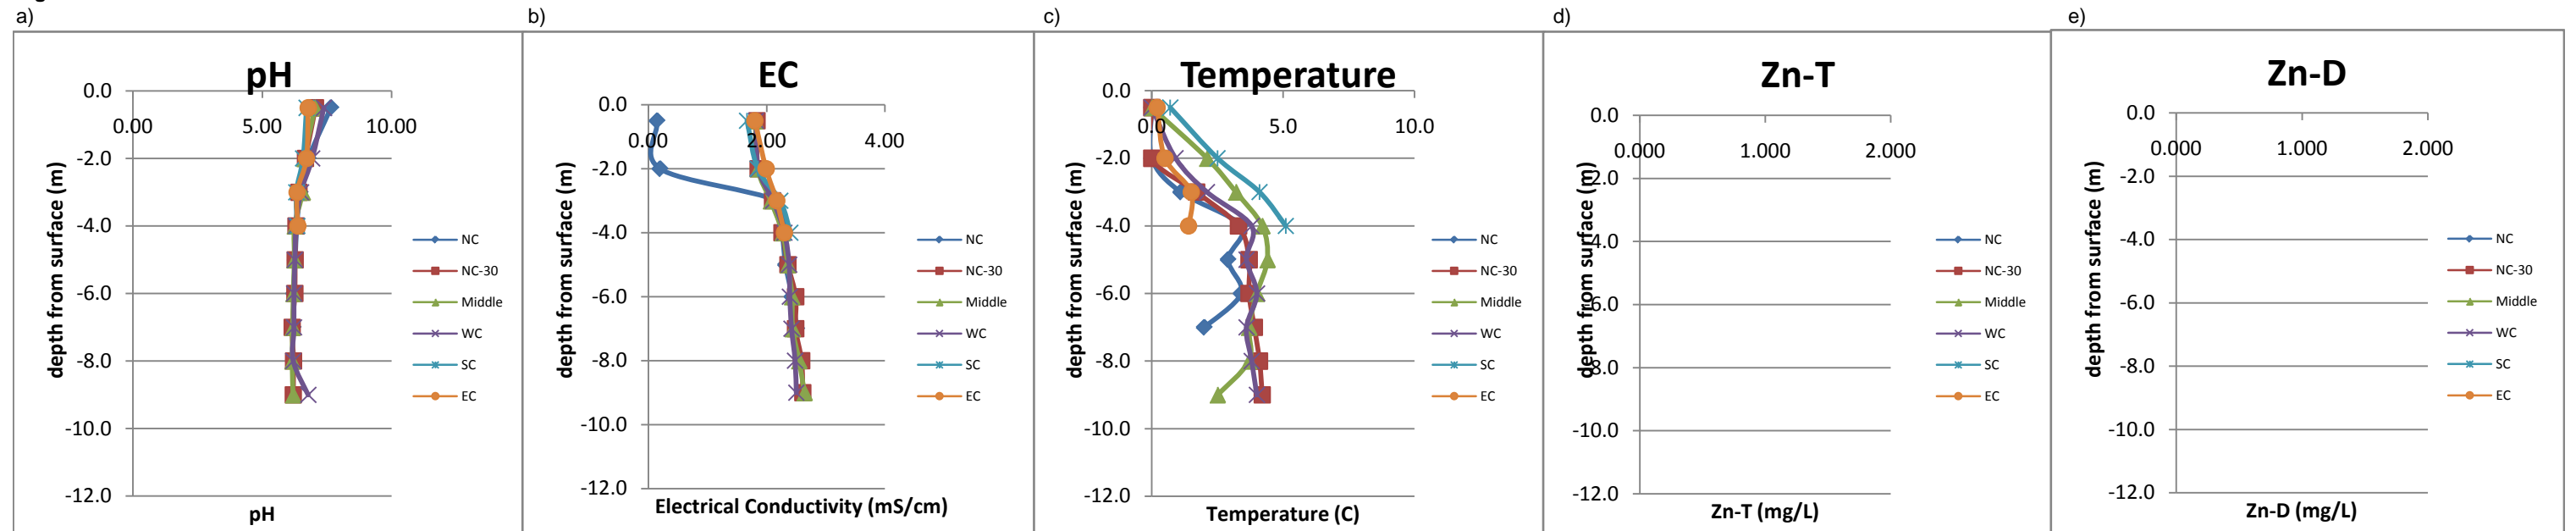 a)
b)
c)
d)
e)
pH
0.0
0.00
5.00
10.00
-2.0
-4.0
-6.0
-8.0
-10.0
-12.0
depth from surface (m)
pH
NC
NC-30
Middle
WC
SC
EC
EC
0.0
0.00
2.00
4.00
-2.0
-4.0
-6.0
-8.0
-10.0
-12.0
depth from surface (m)
Electrical Conductivity (mS/cm)
NC
NC-30
Middle
WC
SC
EC
Temperature
0.0
0.0
5.0
10.0
-2.0
-4.0
-6.0
-8.0
-10.0
-12.0
depth from surface (m)
Temperature (C)
NC
NC-30
Middle
WC
SC
EC
Zn-T
0.0
0.000
1.000
2.000
-2.0
-4.0
-6.0
-8.0
-10.0
-12.0
depth from surface (m)
Zn-T (mg/L)
NC
NC-30
Middle
WC
SC
EC
Zn-D
0.0
0.000
1.000
2.000
-2.0
-4.0
-6.0
-8.0
-10.0
-12.0
depth from surface (m)
Zn-D (mg/L)
NC
NC-30
Middle
WC
SC
EC